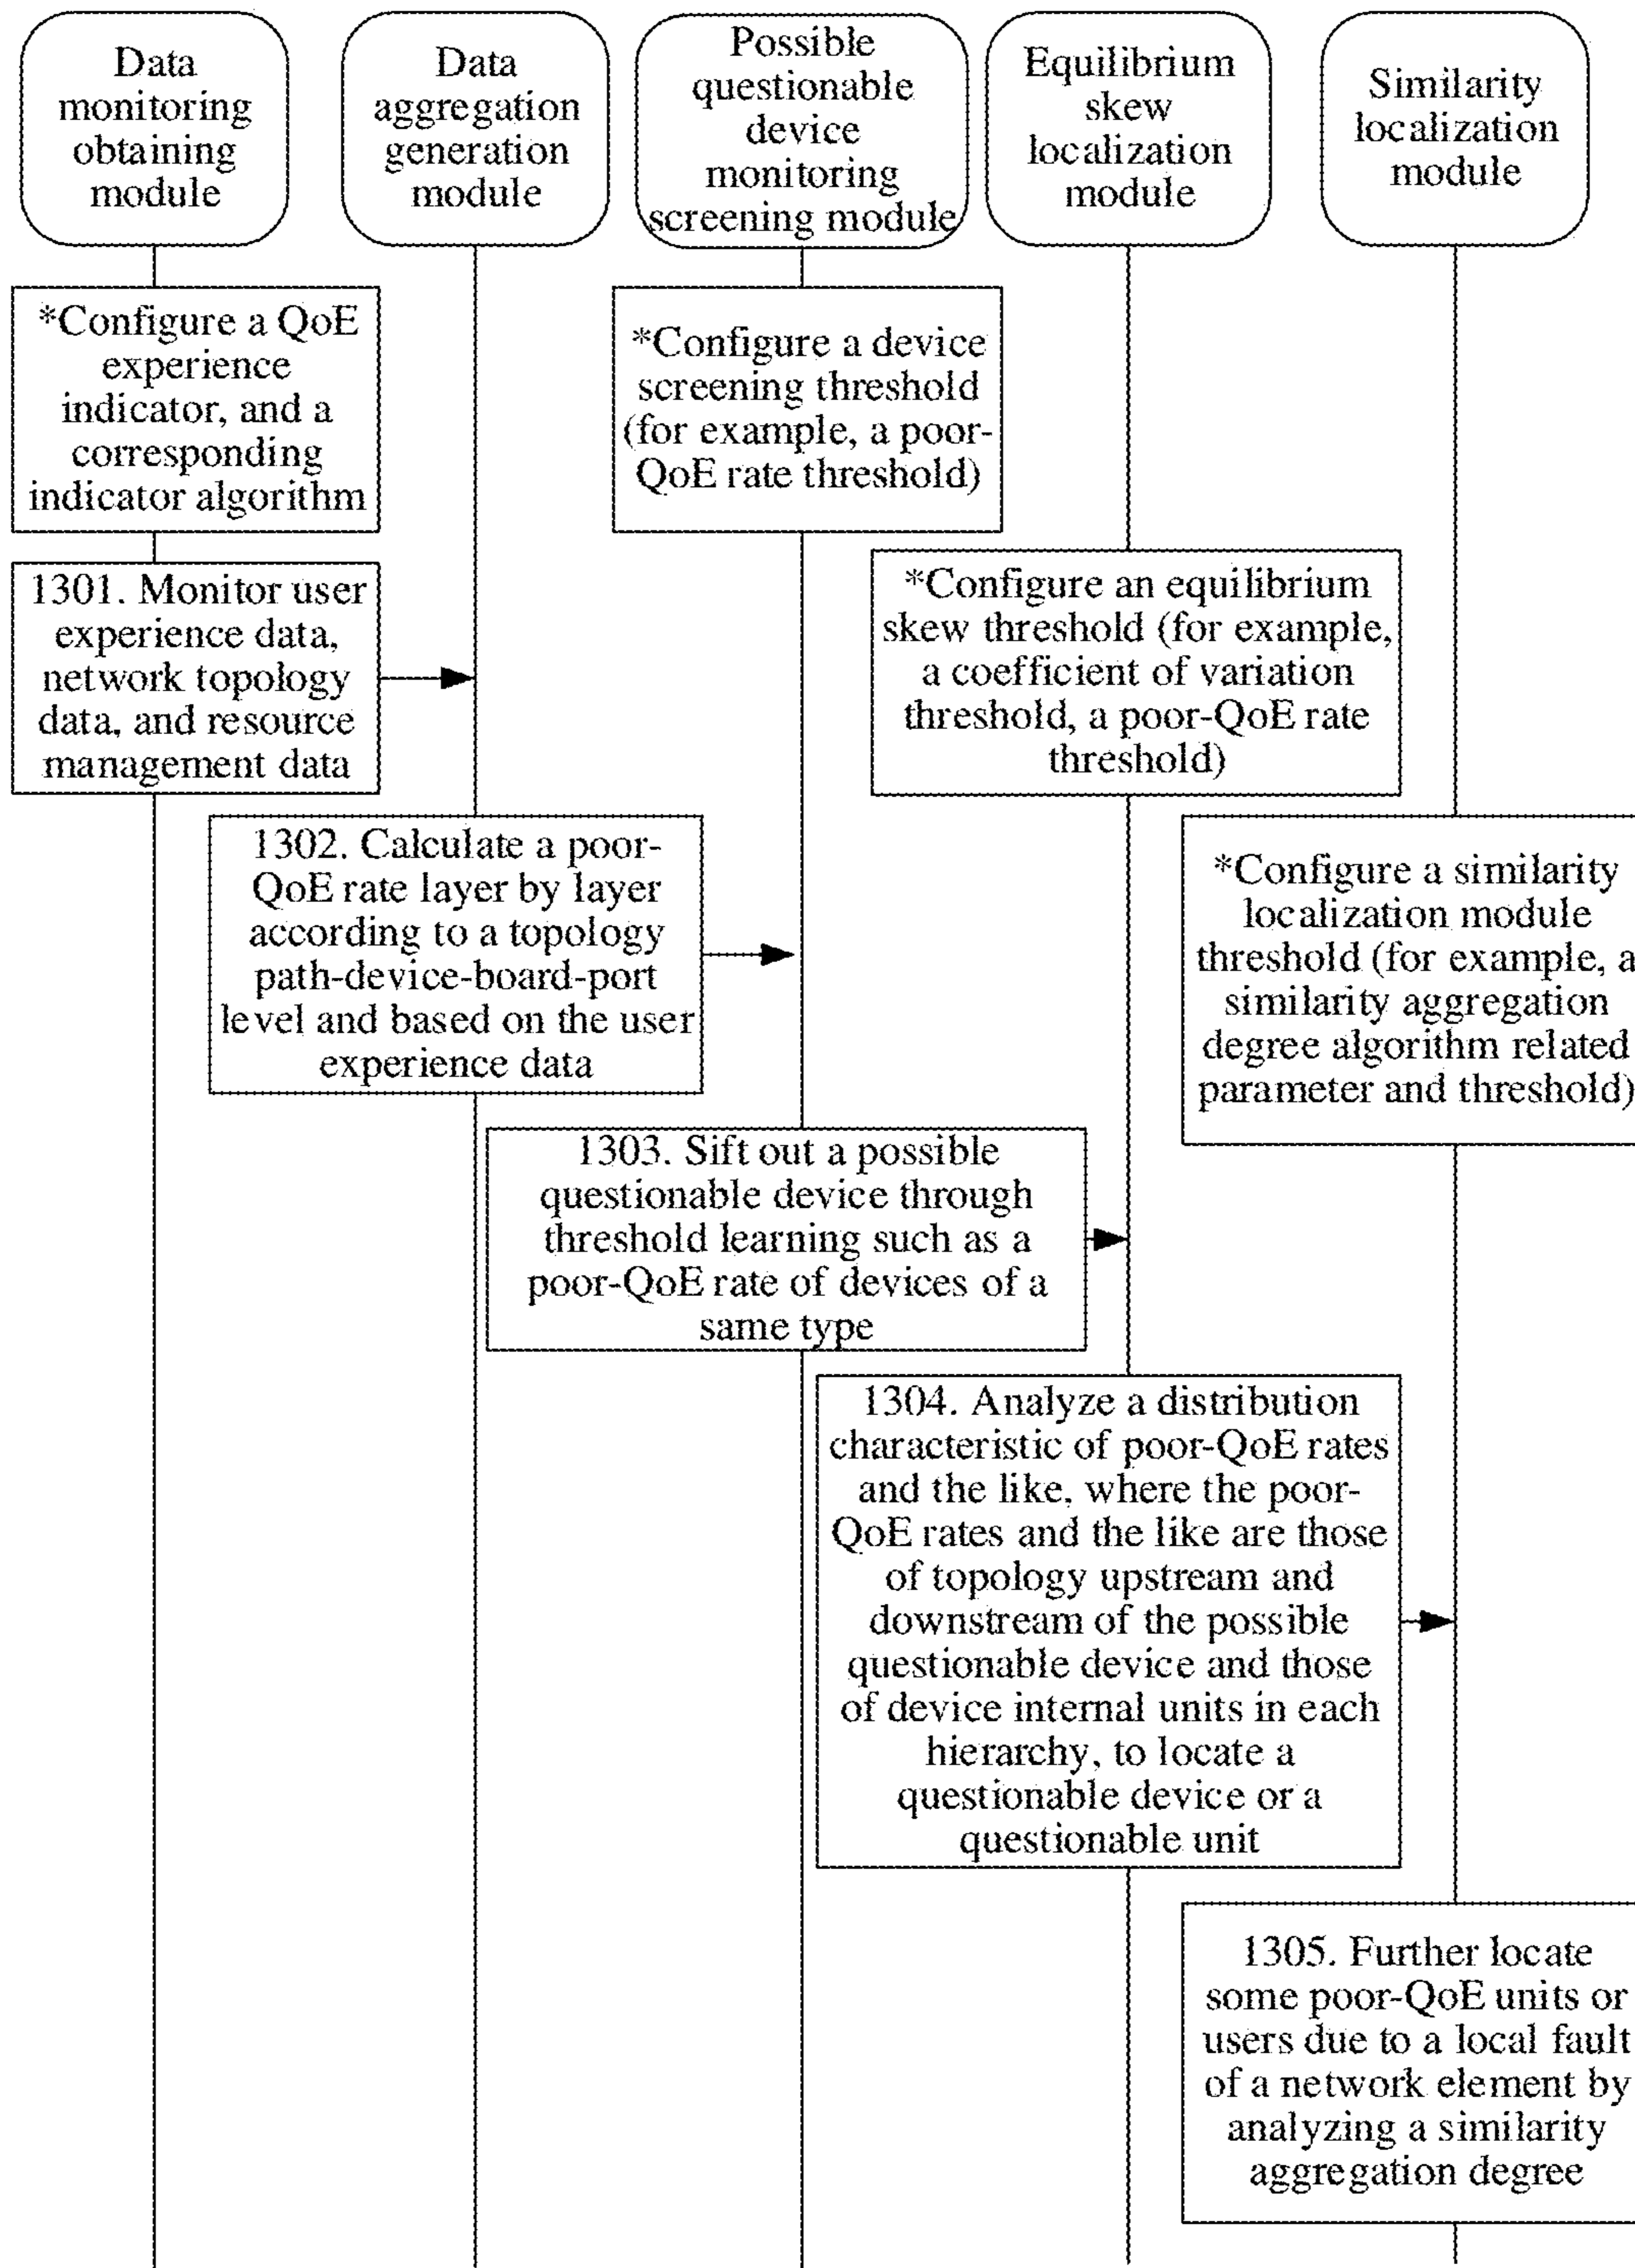 Data
monitoring
obtaining
module
Data
aggregation
generation
module
Possible
questionable
device
monitoring
screening module
Equilibrium
skew
localization
module
Similarity
localization
module
*Configure a QoE
experience
indicator, and a
corresponding
indicator algorithm
*Configure a device
screening threshold
(for example, a poor-
QoE rate threshold)
1301. Monitor user
experience data,
network topology
data, and resource
management data
*Configure an equilibrium
skew threshold (for example,
a coefficient of variation
threshold, a poor-QoE rate
threshold)
1302. Calculate a poor-
QoE rate layer by layer
according to a topology
path-device-board-port
level and based on the user
experience data
*Configure a similarity
localization module
threshold (for example, a
similarity aggregation
degree algorithm related
parameter and threshold)
1303. Sift out a possible
questionable device through
threshold learning such as a
poor-QoE rate of devices of a
same type
1304. Analyze a distribution
characteristic of poor-QoE rates
and the like, where the poor-
QoE rates and the like are those
of topology upstream and
downstream of the possible
questionable device and those
of device internal units in each
hierarchy, to locate a
questionable device or a
questionable unit
1305. Further locate
some poor-QoE units or
users due to a local fault
of a network element by
analyzing a similarity
aggregation degree